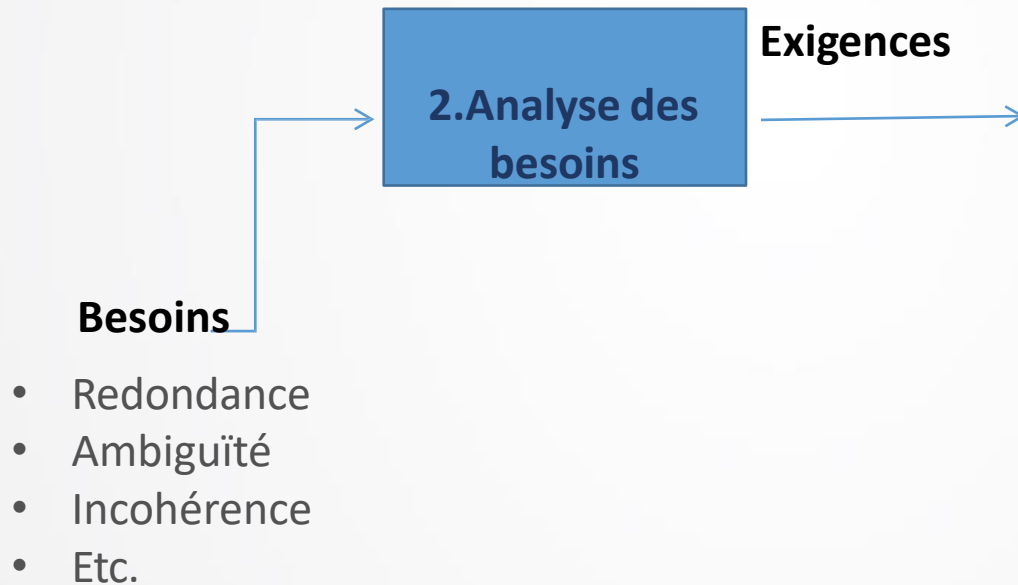 Exigences
2.Analyse des
besoins
Besoins
• Redondance
• Ambiguïté
• Incohérence
• Etc.